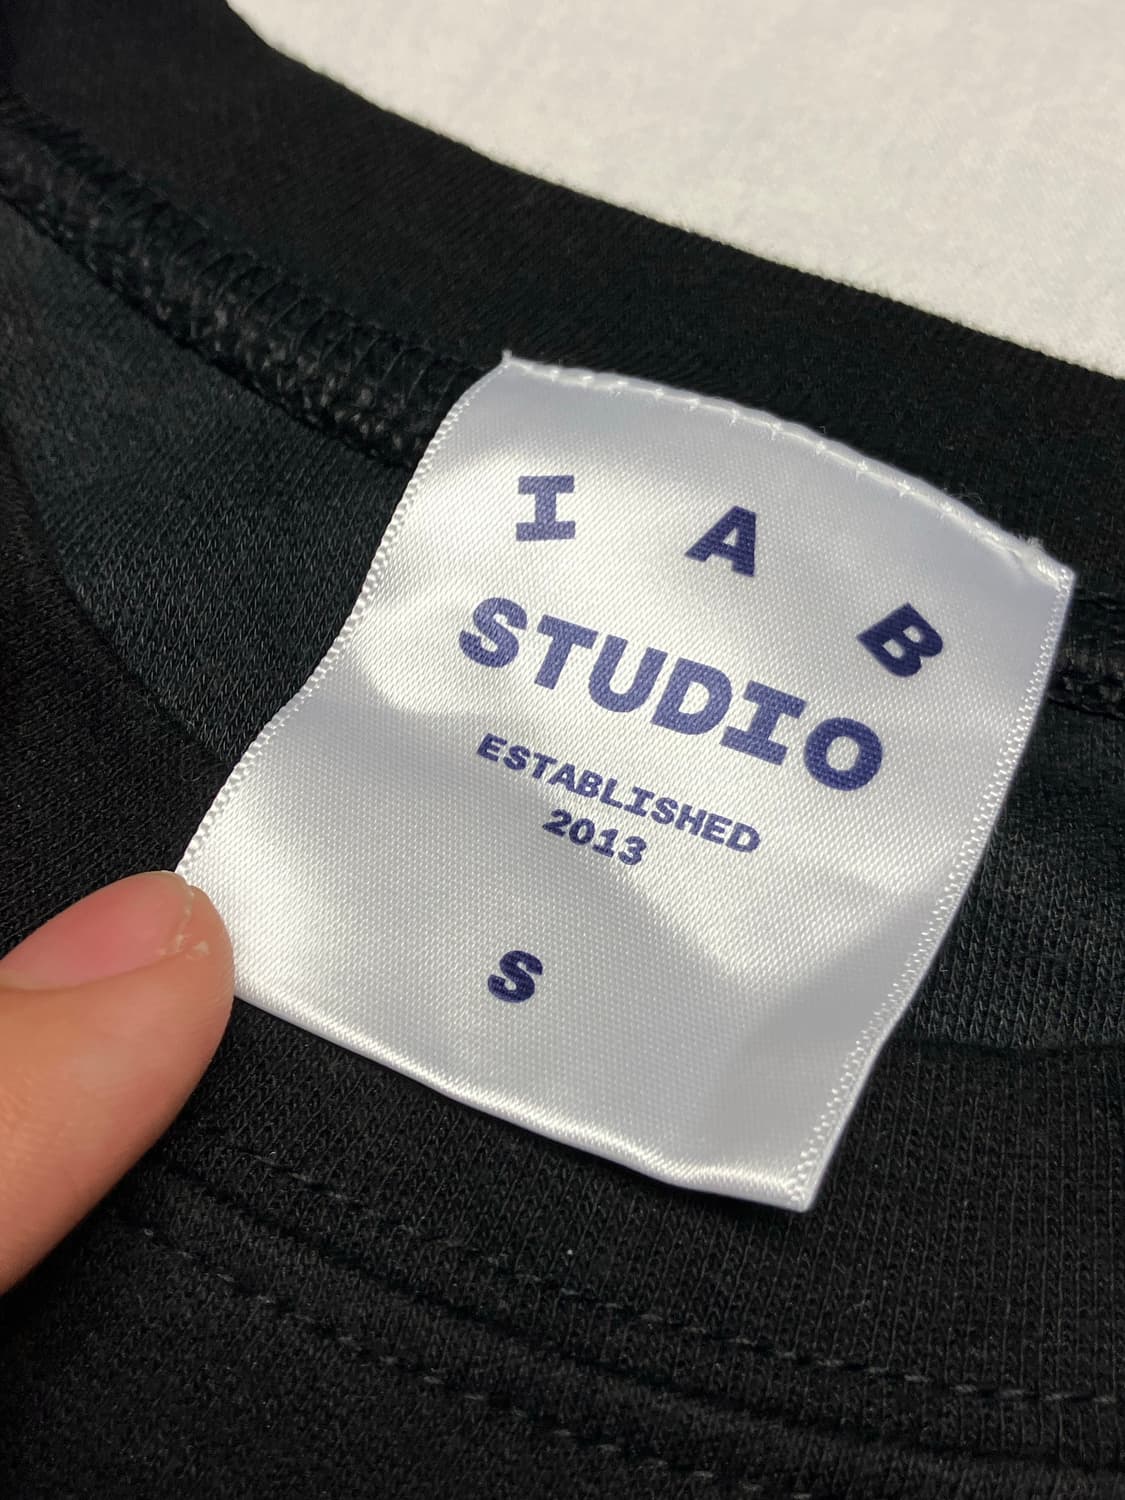 I A B
STUDIO
ESTABLISHED
2013
S